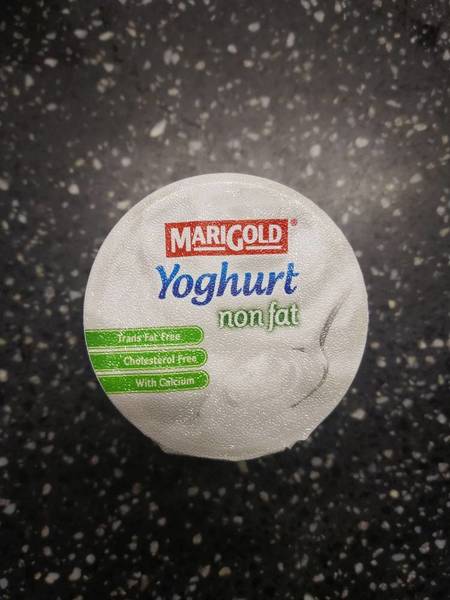 MARIGOLD®
Yoghurt
non fat
Trans Fat Free
Cholesterol Free
With Calcium